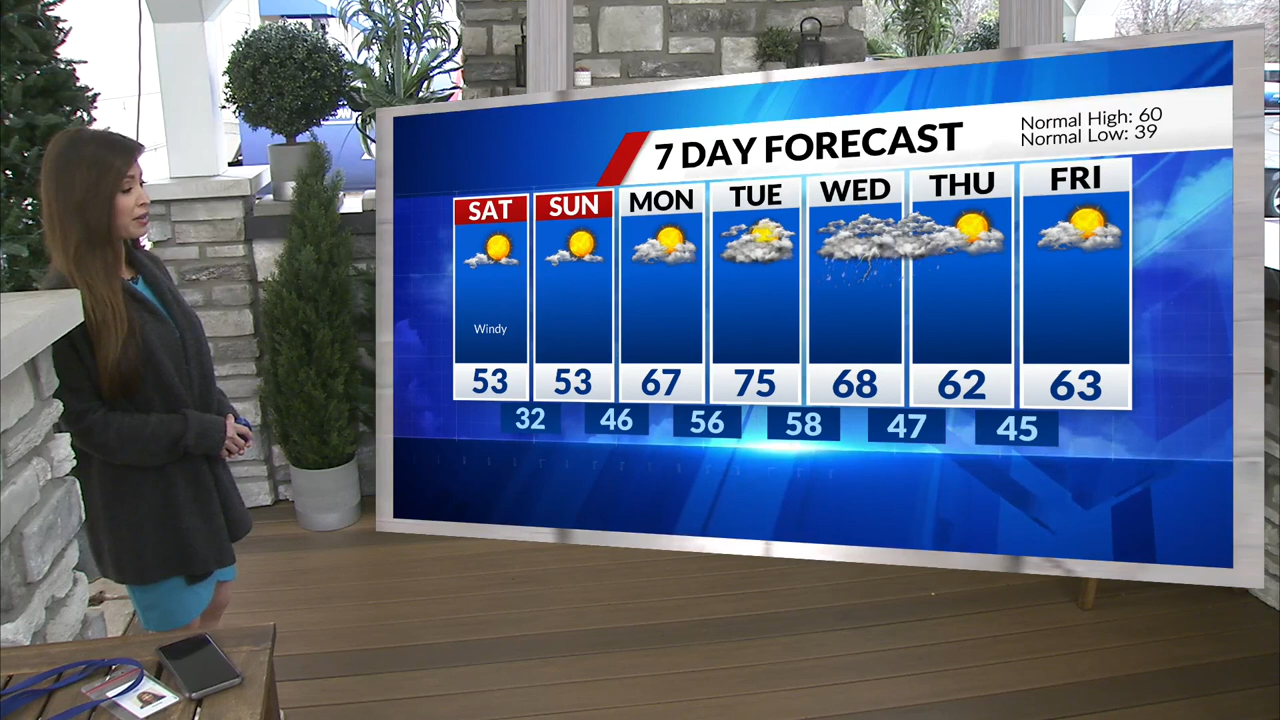 7 DAY FORECAST
Normal High: 60
Normal Low: 39
SAT SUN MON TUE WED THU FRI
Windy
53 53 67 75 68 62 63
32 46 56 58 47 45